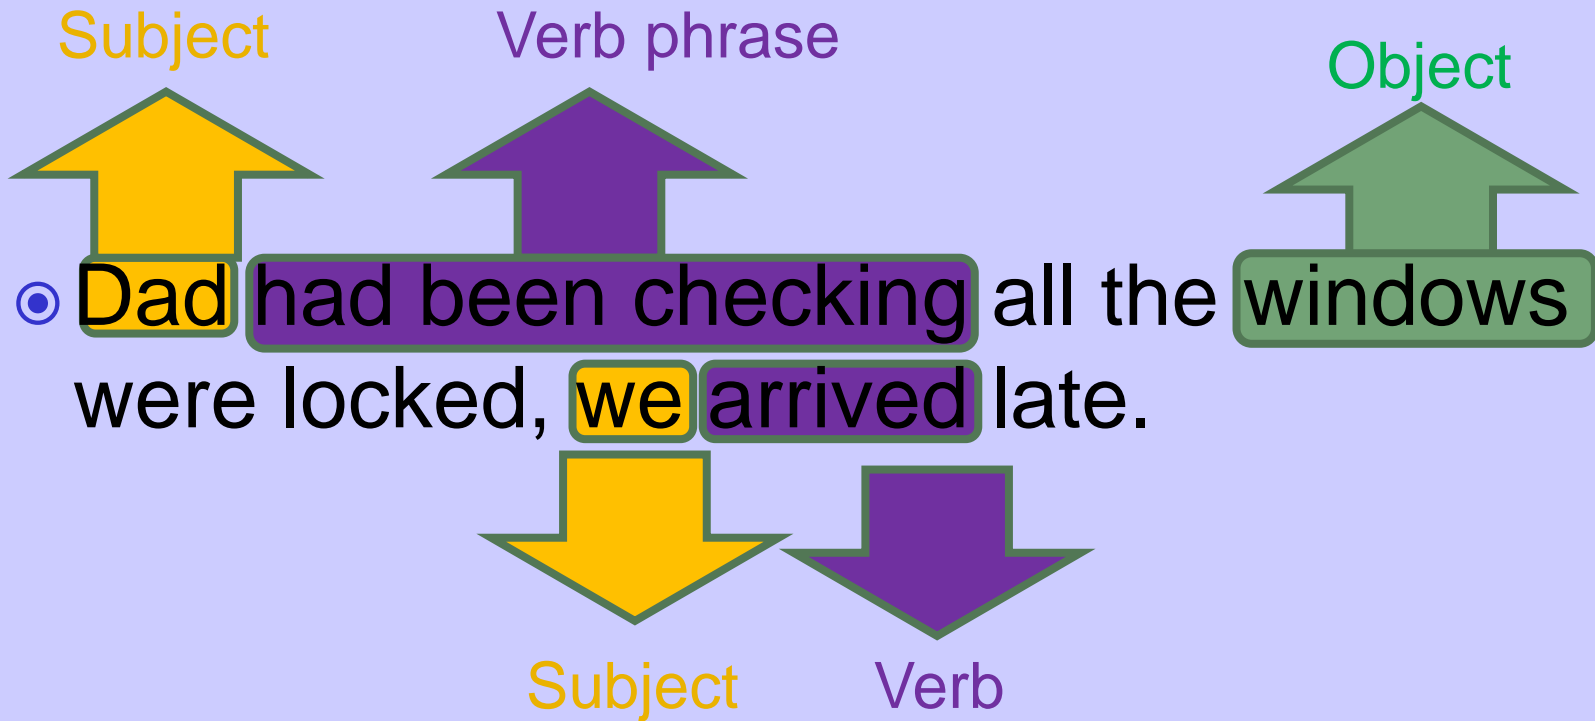 Subject Verb phrase Object
Dad had been checking all the windows
were locked, we arrived late.
Subject Verb